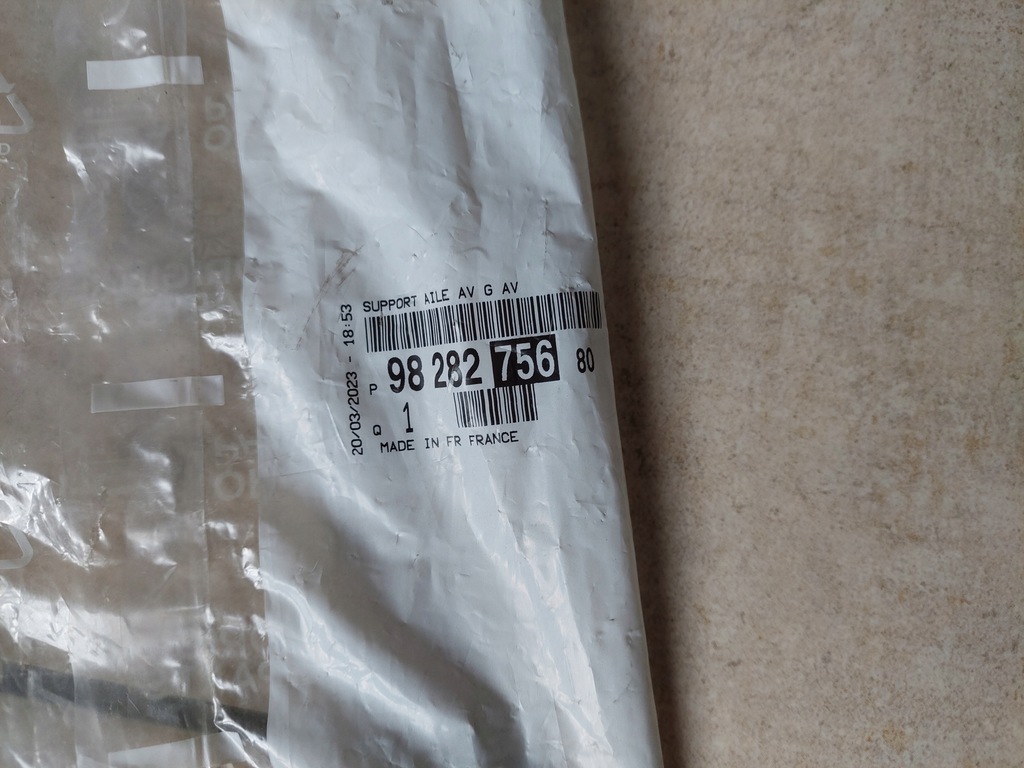 SUPPORT AILE AV G AV
20/03/2023 - 18:53
P 98 282 756 80
Q 1
MADE IN FR FRANCE